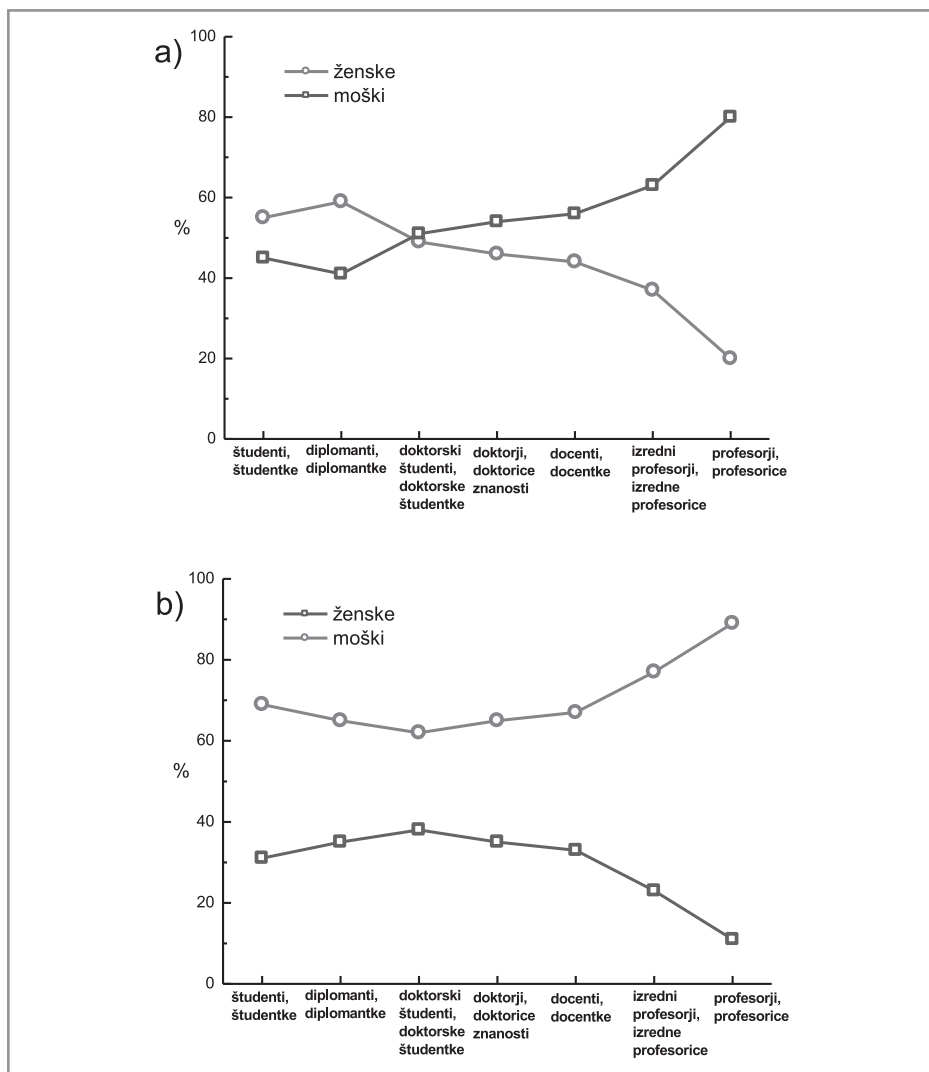 a)
100
80
60
%
40
20
0
ženske
moški
študenti,
študentke
diplomanti,
diplomantke
doktorski
študenti,
doktorske
študentke
doktorji,
doktorice
znanosti
docenti,
docentke
izredni
profesorji,
izredne
profesorice
profesorji,
profesorice
b)
100
80
60
%
40
20
0
ženske
moški
študenti,
študentke
diplomanti,
diplomantke
doktorski
študenti,
doktorske
študentke
doktorji,
doktorice
znanosti
docenti,
docentke
izredni
profesorji,
izredne
profesorice
profesorji,
profesorice